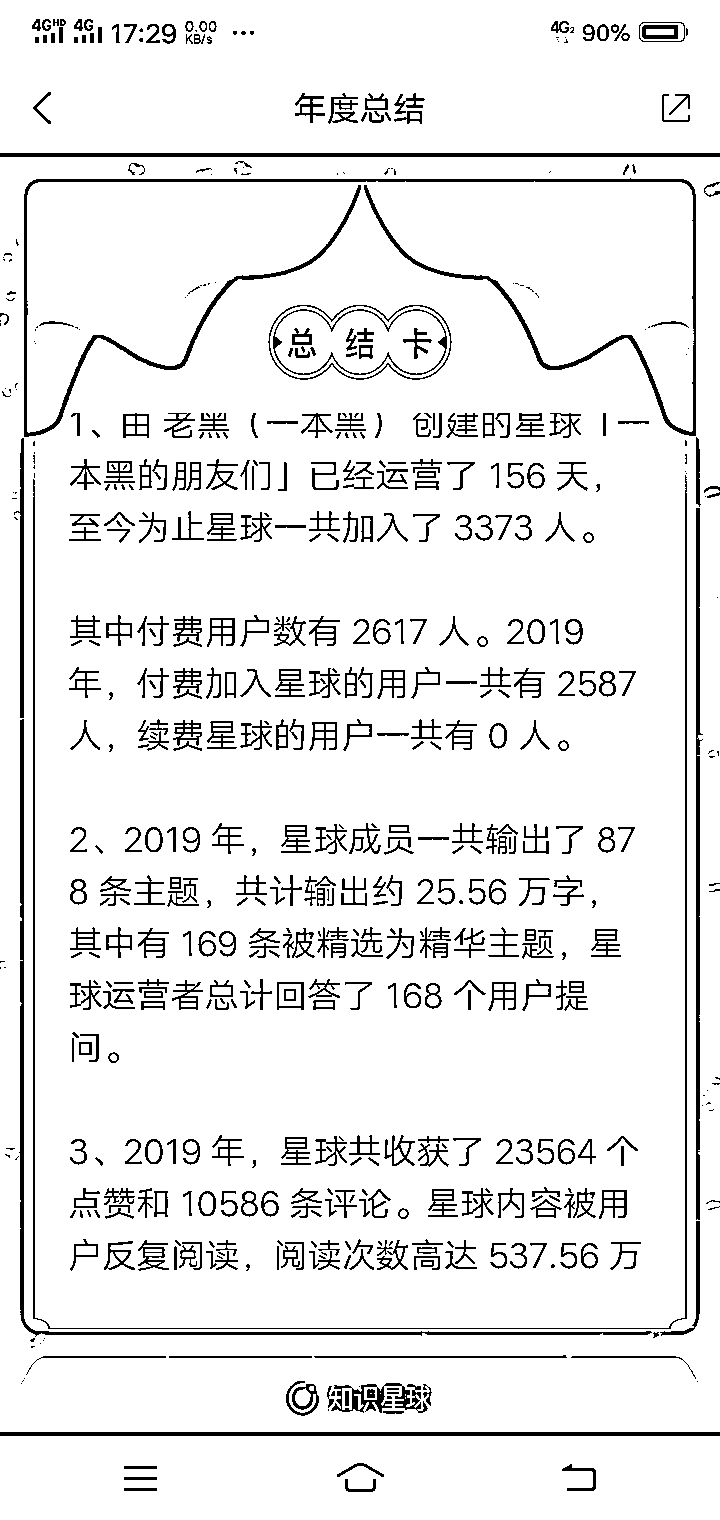 4GHD 4G 17:29 0.00 KB/s ... 4G2 90%
年度总结
总结卡
1、由 老黑（一本黑） 创建的星球「一
本黑的朋友们」已经运营了 156 天，
至今为止星球一共加入了 3373 人。
其中付费用户数有 2617 人。2019
年，付费加入星球的用户一共有 2587
人，续费星球的用户一共有 0 人。
2、2019 年，星球成员一共输出了 87
8 条主题，共计输出约 25.56 万字，
其中有 169 条被精选为精华主题，星
球运营者总计回答了 168 个用户提
问。
3、2019 年，星球共收获了 23564 个
点赞和 10586 条评论。星球内容被用
户反复阅读，阅读次数高达 537.56 万
知识星球